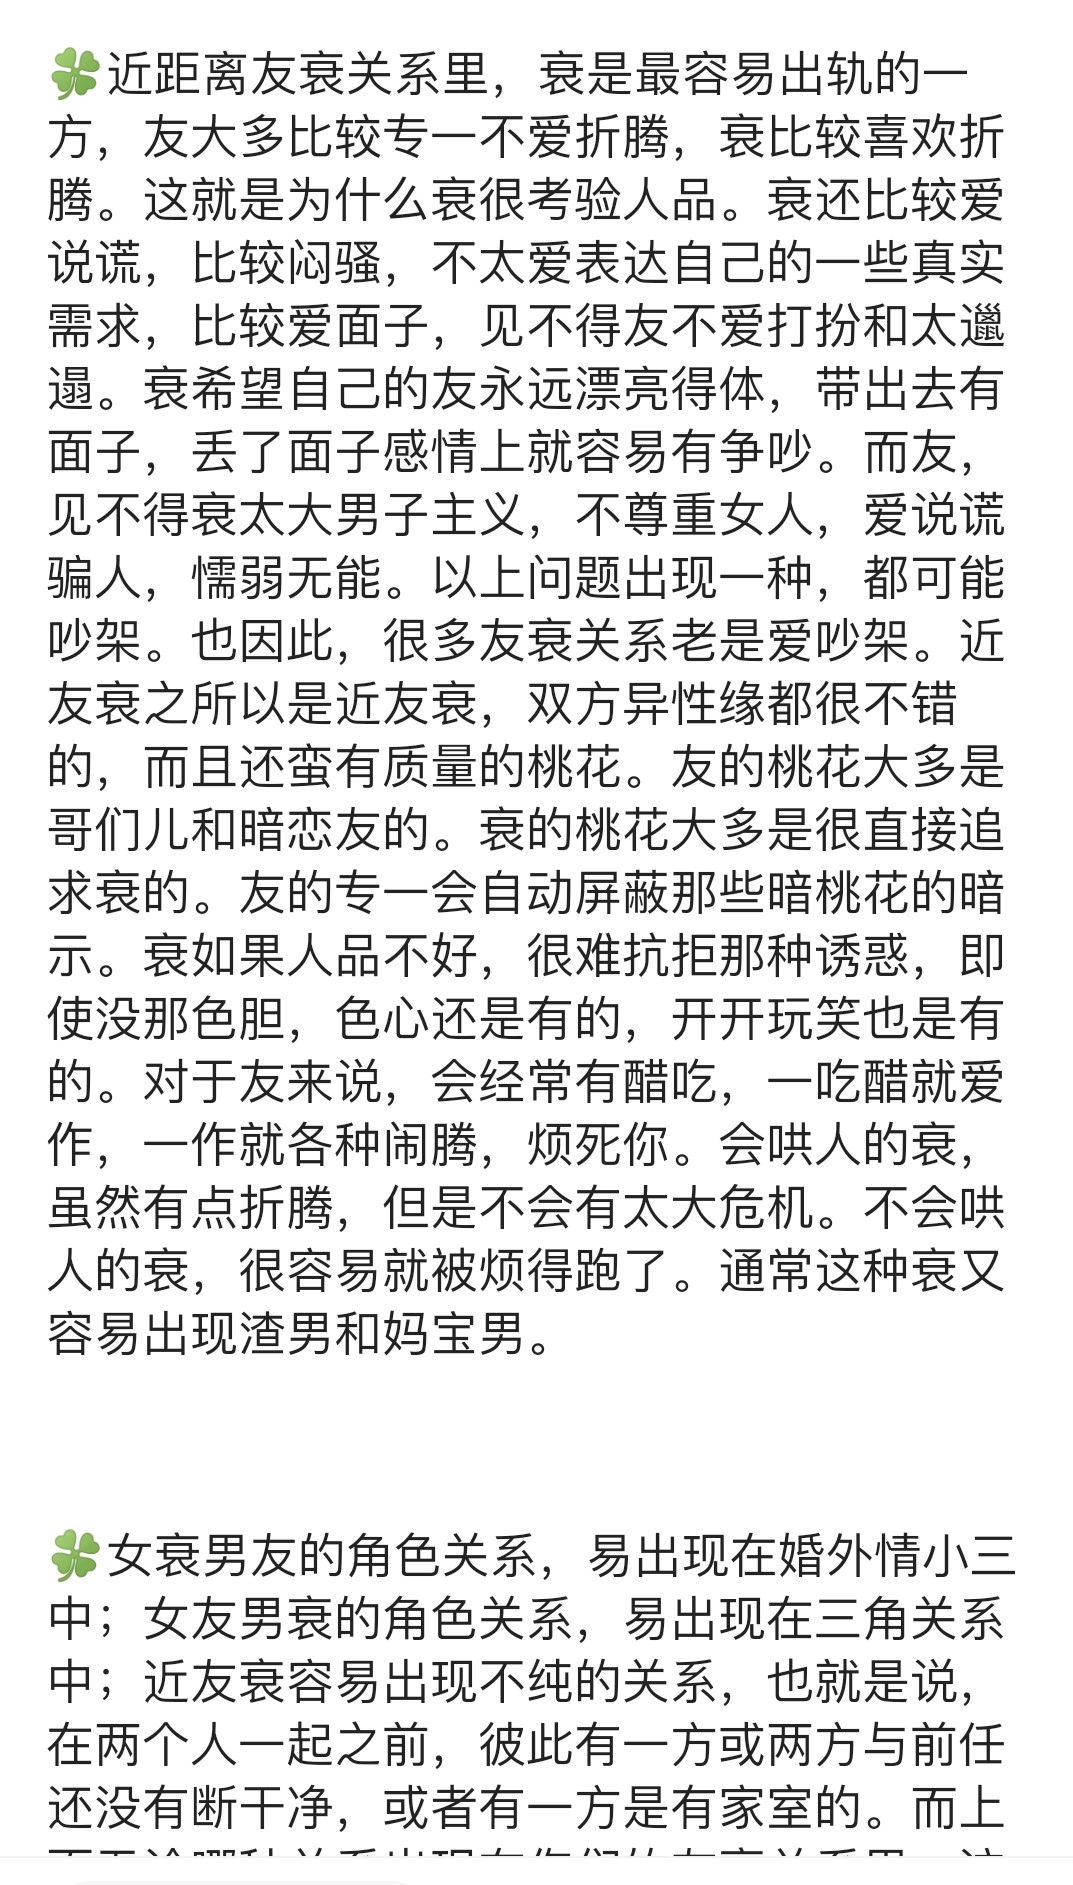 🍀近距离友衰关系里，衰是最容易出轨的一
方，友大多比较专一不爱折腾，衰比较喜欢折
腾。这就是为什么衰很考验人品。衰还比较爱
说谎，比较闷骚，不太爱表达自己的一些真实
需求，比较爱面子，见不得友不爱打扮和太邋
遢。衰希望自己的友永远漂亮得体，带出去有
面子，丢了面子感情上就容易有争吵。而友，
见不得衰太大男子主义，不尊重女人，爱说谎
骗人，懦弱无能。以上问题出现一种，都可能
吵架。也因此，很多友衰关系老是爱吵架。近
友衰之所以是近友衰，双方异性缘都很不错
的，而且还蛮有质量的桃花。友的桃花大多是
哥们儿和暗恋友的。衰的桃花大多是很直接追
求衰的。友的专一会自动屏蔽那些暗桃花的暗
示。衰如果人品不好，很难抗拒那种诱惑，即
使没那色胆，色心还是有的，开开玩笑也是有
的。对于友来说，会经常有醋吃，一吃醋就爱
作，一作就各种闹腾，烦死你。会哄人的衰，
虽然有点折腾，但是不会有太大危机。不会哄
人的衰，很容易就被烦得跑了。通常这种衰又
容易出现渣男和妈宝男。
🍀女衰男友的角色关系，易出现在婚外情小三
中；女友男衰的角色关系，易出现在三角关系
中；近友衰容易出现不纯的关系，也就是说，
在两个人一起之前，彼此有一方或两方与前任
还没有断干净，或者有一方是有家室的。而上